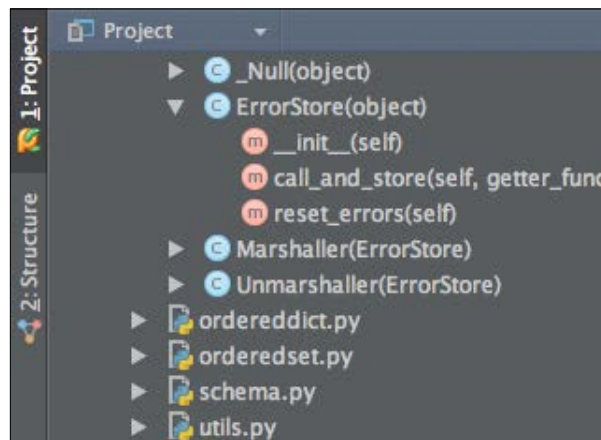 Project
_Null(object)
ErrorStore(object)
__init__(self)
call_and_store(self, getter_func
reset_errors(self)
Marshaller(ErrorStore)
Unmarshaller(ErrorStore)
ordereddict.py
orderedset.py
schema.py
utils.py
1: Project
2: Structure